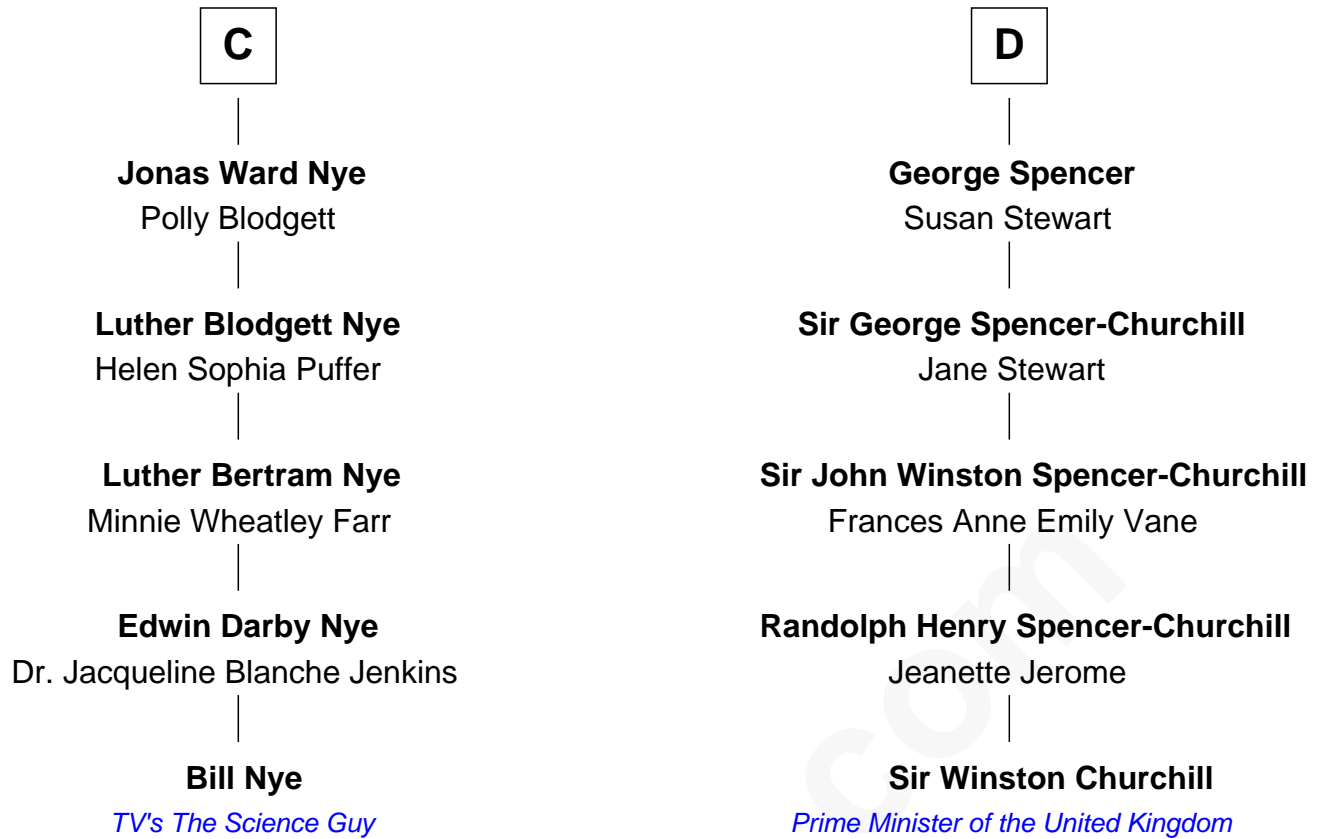 C
Jonas Ward Nye
Polly Blodgett
Luther Blodgett Nye
Helen Sophia Puffer
Luther Bertram Nye
Minnie Wheatley Farr
Edwin Darby Nye
Dr. Jacqueline Blanche Jenkins
Bill Nye
TV's The Science Guy
D
George Spencer
Susan Stewart
Sir George Spencer-Churchill
Jane Stewart
Sir John Winston Spencer-Churchill
Frances Anne Emily Vane
Randolph Henry Spencer-Churchill
Jeanette Jerome
Sir Winston Churchill
Prime Minister of the United Kingdom
com